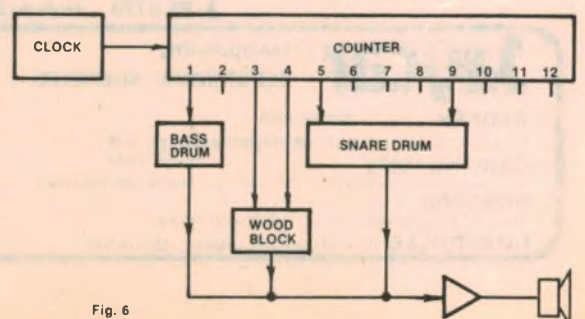 CLOCK
COUNTER
1 2 3 4 5 6 7 8 9 10 11 12
BASS
DRUM
SNARE DRUM
WOOD
BLOCK
Fig. 6